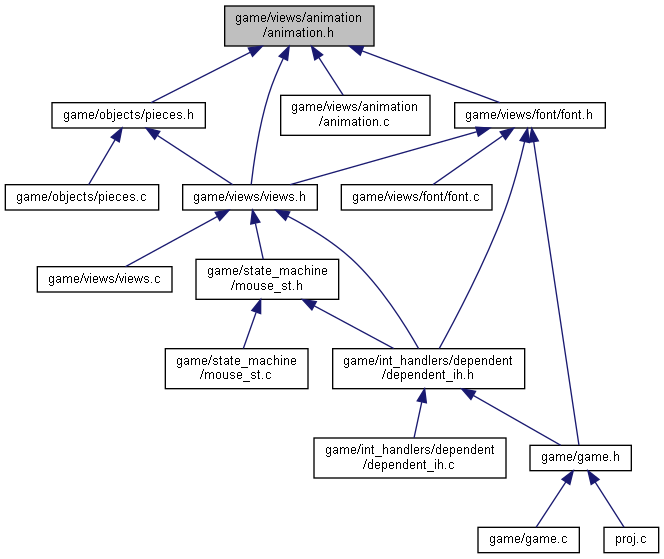 game/views/animation
/animation.h
game/objects/pieces.h
game/views/animation
/animation.c
game/views/font/font.h
game/objects/pieces.c
game/views/views.h
game/views/font/font.c
game/views/views.c
game/state_machine
/mouse_st.h
game/state_machine
/mouse_st.c
game/int_handlers/dependent
/dependent_ih.h
game/int_handlers/dependent
/dependent_ih.c
game/game.h
game/game.c
proj.c